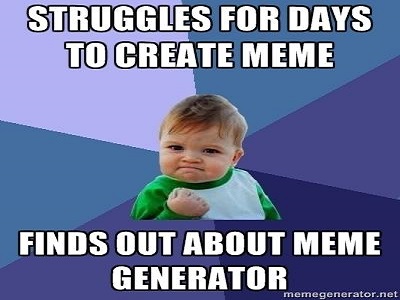 STRUGGLES FOR DAYS
TO CREATE MEME
FINDS OUT ABOUT MEME
GENERATOR
memegenerator.net